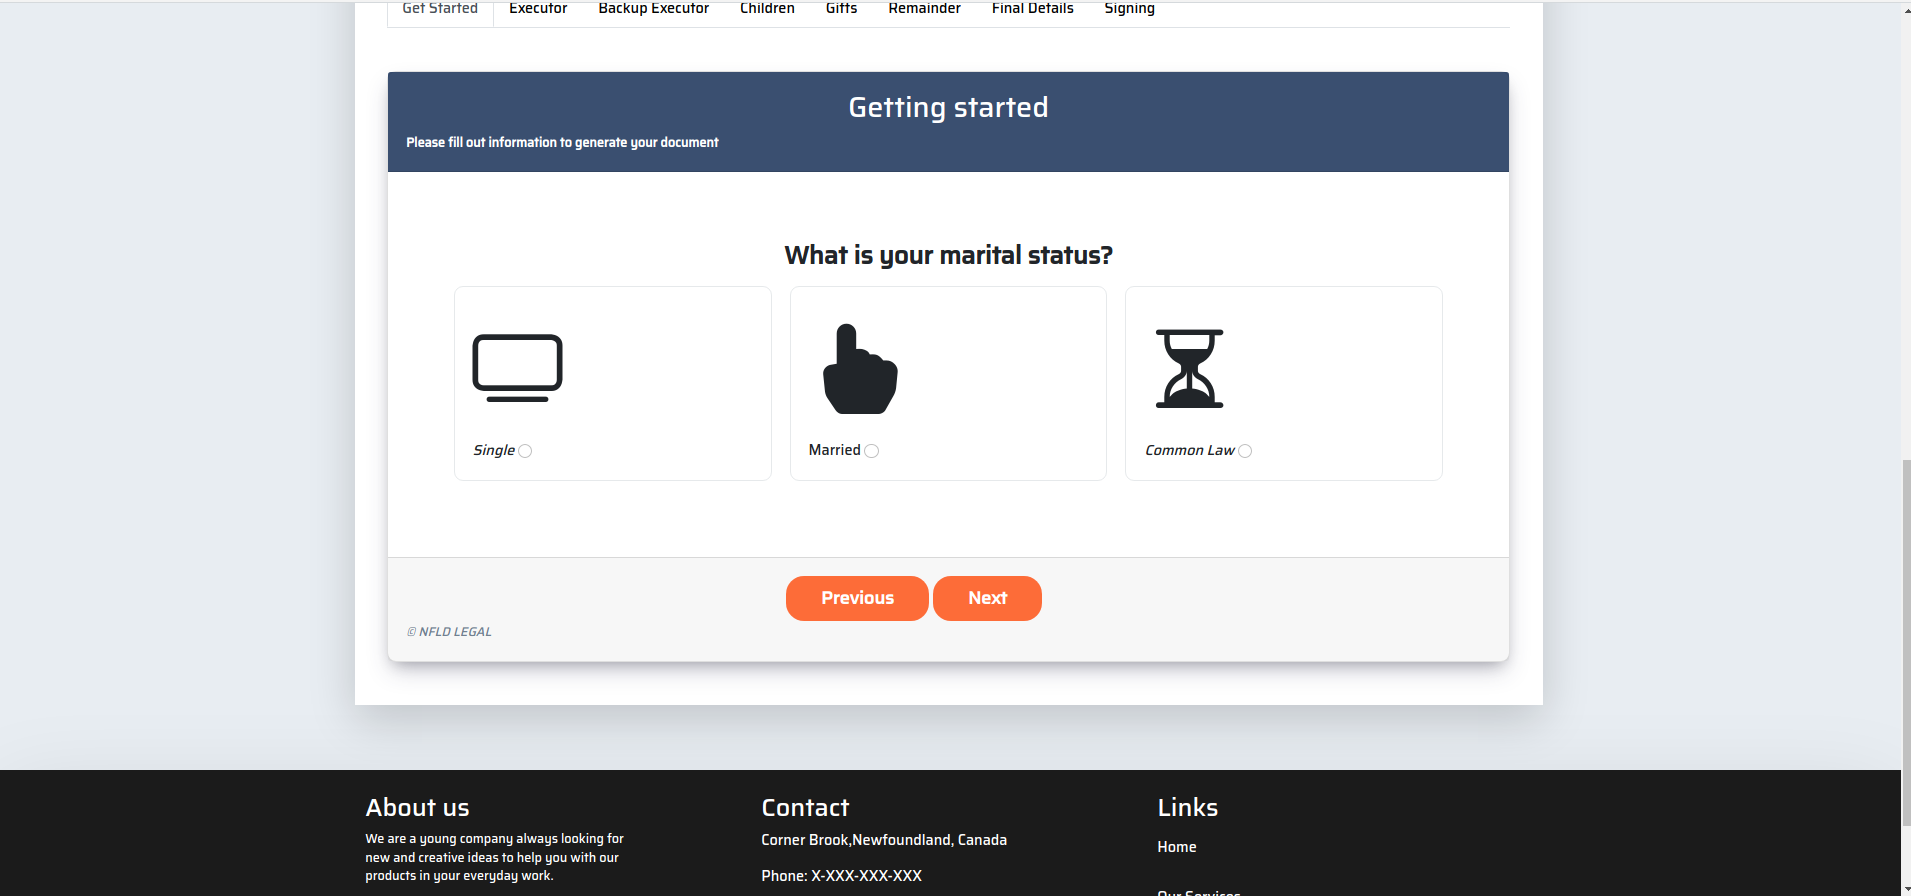 Get Started Executor Backup Executor Children Gifts Remainder Final Details Signing
Getting started
Please fill out information to generate your document
What is your marital status?
Single Married Common Law
Previous Next
© NFLD LEGAL
About us
We are a young company always looking for
new and creative ideas to help you with our
products in your everyday work.
Contact
Corner Brook,Newfoundland, Canada
Phone: X-XXX-XXX-XXX
Links
Home
Our Services